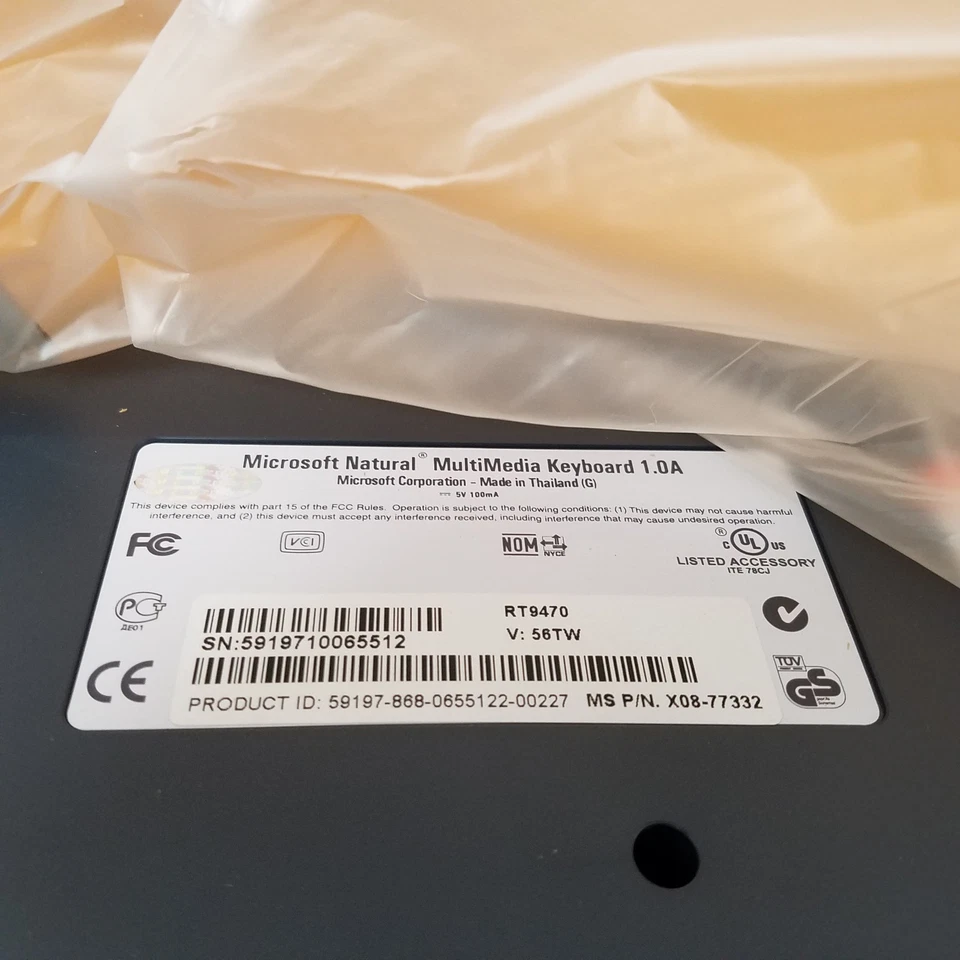 Microsoft Natural® MultiMedia Keyboard 1.0A
Microsoft Corporation - Made in Thailand (G)
5V 100mA
This device complies with part 15 of the FCC Rules. Operation is subject to the following conditions: (1) This device may not cause harmful
interference, and (2) this device must accept any interference received, including interference that may cause undesired operation.
FC
VCI
NOM NYCE
® C UL US
LISTED ACCESSORY
ITE 78CJ
РСТ
ДЕ01
RT9470
SN:5919710065512
V: 56TW
CE
PRODUCT ID: 59197-868-0655122-00227 MS P/N. X08-77332
TÜV
GS